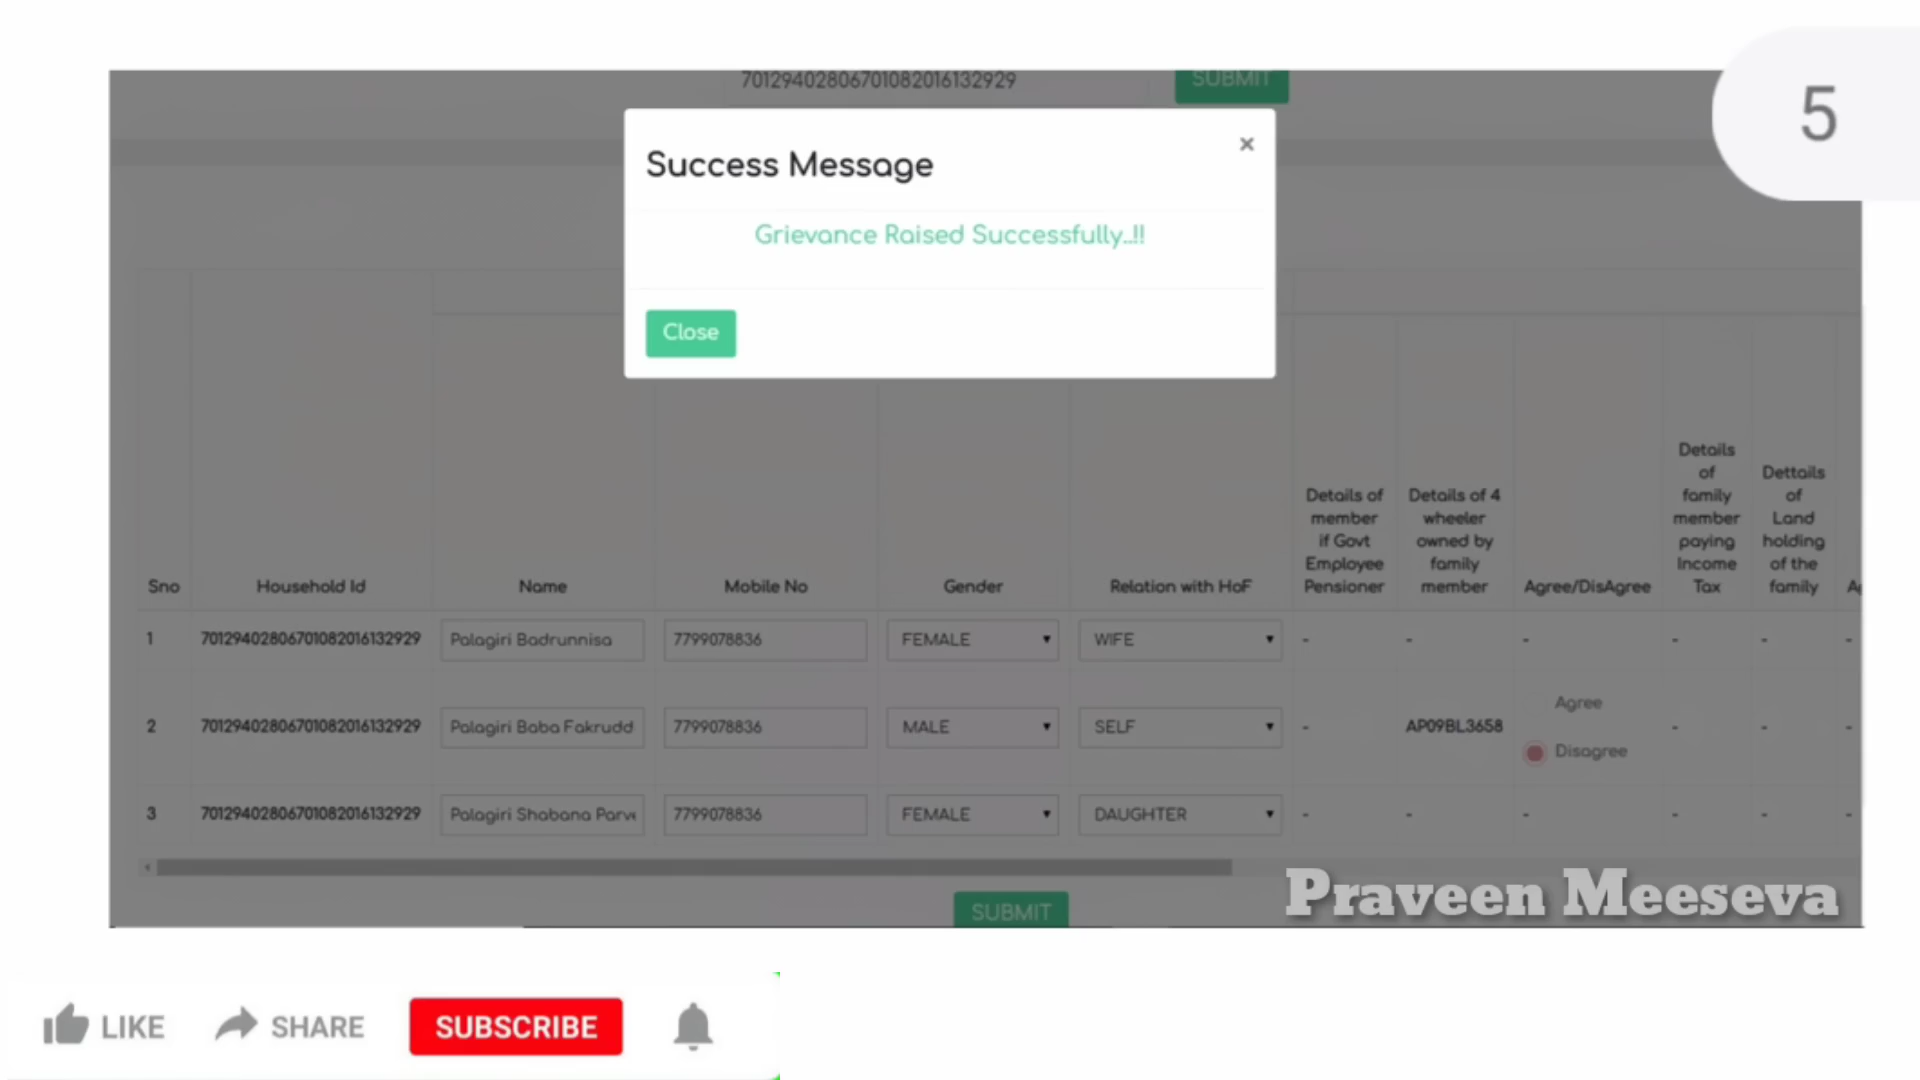 5
70129402806701082016132929
SUBMIT
Success Message
×
Grievance Raised Successfully..!!
Close
Sno
Household Id
Name
Mobile No
Gender
Relation with HoF
Details of
member
if Govt
Employee
Pensioner
Details of 4
wheeler
owned by
family
member
Agree/DisAgree
Details
of
family
member
paying
Income
Tax
Dettails
of
Land
holding
of the
family
1 70129402806701082016132929 Palagiri Badrunnisa 7799078836 FEMALE WIFE - - - - - -
2 70129402806701082016132929 Palagiri Baba Fakrudd 7799078836 MALE SELF - AP09BL3658
Agree
Disagree
- - -
3 70129402806701082016132929 Palagiri Shabana Parve 7799078836 FEMALE DAUGHTER - - - - - -
SUBMIT
Praveen Meeseva
LIKE SHARE SUBSCRIBE